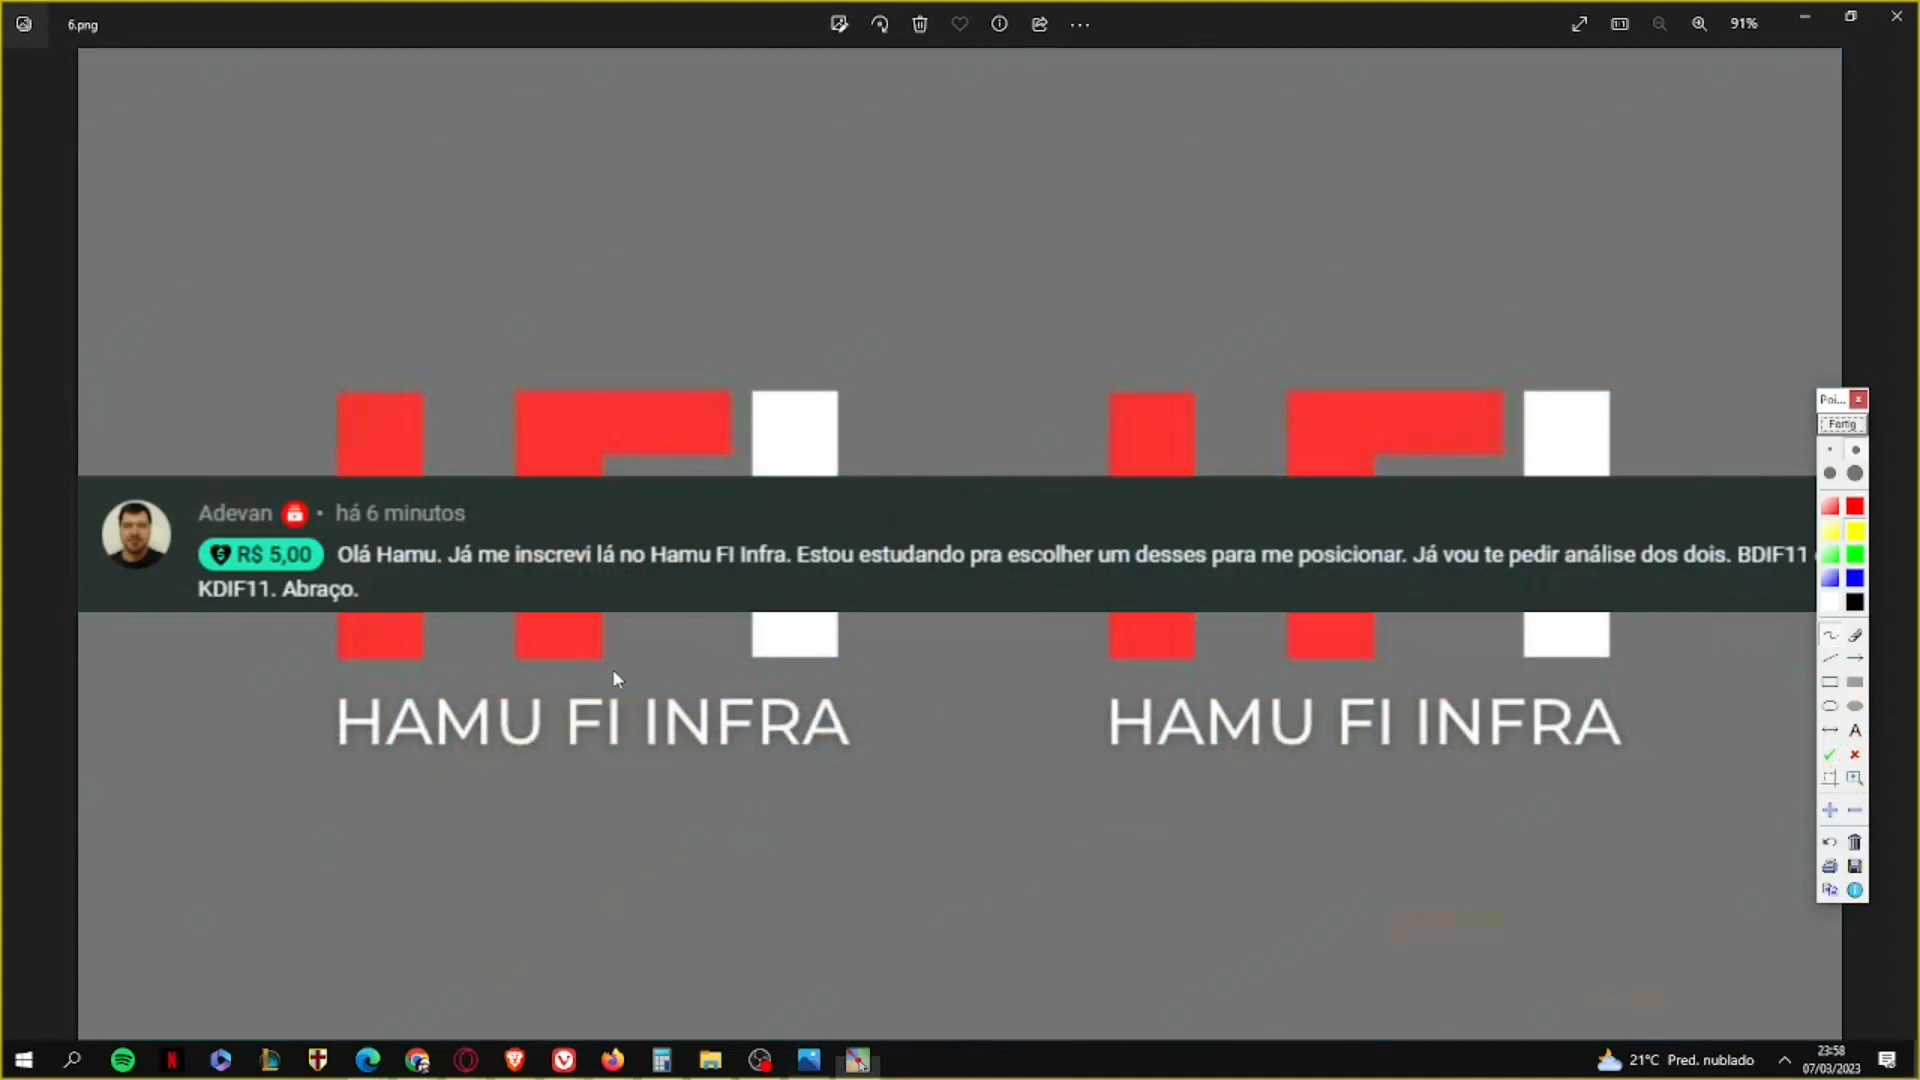 6.png
91%
Poi...
Fertig
Adevan • há 6 minutos
R$ 5,00 Olá Hamu. Já me inscrevi lá no Hamu FI Infra. Estou estudando pra escolher um desses para me posicionar. Já vou te pedir análise dos dois. BDIF11
KDIF11. Abraço.
HAMU FI INFRA HAMU FI INFRA
21°C Pred. nublado
23:58
07/03/2023